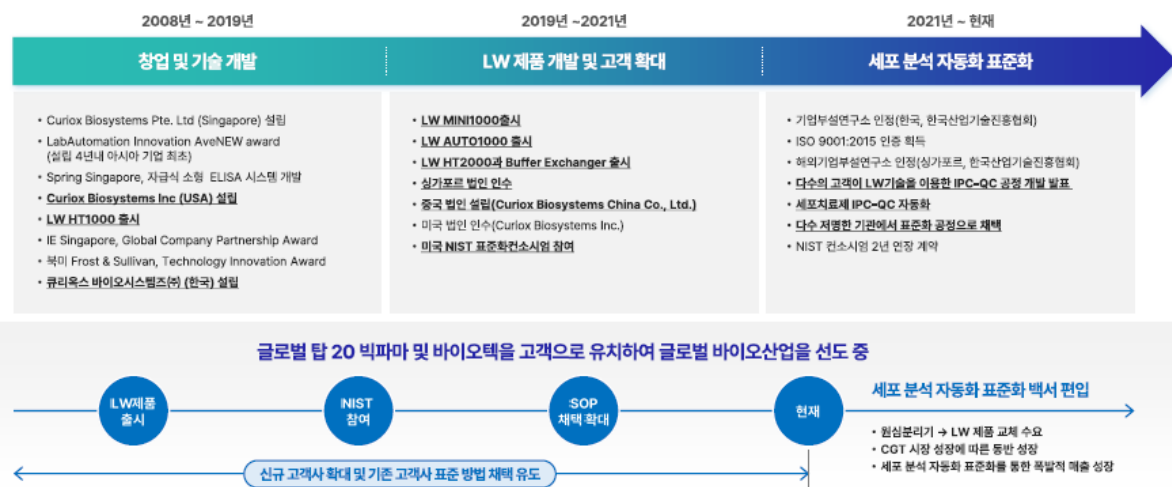 2008년 ~ 2019년
2019년 ~2021년
2021년 ~ 현재
창업 및 기술 개발
LW 제품 개발 및 고객 확대
세포 분석 자동화 표준화
• Curiox Biosystems Pte. Ltd (Singapore) 설립
• LabAutomation Innovation AveNEW award
(설립 4년내 아시아 기업 최초)
• Spring Singapore, 자급식 소형 ELISA 시스템 개발
• Curiox Biosystems Inc (USA) 설립
• LW HT1000 출시
• IE Singapore, Global Company Partnership Award
• 북미 Frost & Sullivan, Technology Innovation Award
• 큐리옥스 바이오시스템즈㈜ (한국) 설립
• LW MINI1000출시
• LW AUTO1000 출시
• LW HT2000과 Buffer Exchanger 출시
• 싱가포르 법인 인수
• 중국 법인 설립(Curiox Biosystems China Co., Ltd.)
• 미국 법인 인수(Curiox Biosystems Inc.)
• 미국 NIST 표준화컨소시엄 참여
• 기업부설연구소 인정(한국, 한국산업기술진흥협회)
• ISO 9001:2015 인증 획득
• 해외기업부설연구소 인정(싱가포르, 한국산업기술진흥협회)
• 다수의 고객이 LW기술을 이용한 IPC-QC 공정 개발 발표
• 세포치료제 IPC-QC 자동화
• 다수 저명한 기관에서 표준화 공정으로 채택
• NIST 컨소시엄 2년 연장 계약
글로벌 탑 20 빅파마 및 바이오텍을 고객으로 유치하여 글로벌 바이오산업을 선도 중
LW제품
출시
NIST
참여
SOP
채택 확대
현재
세포 분석 자동화 표준화 백서 편입
• 원심분리기 → LW 제품 교체 수요
• CGT 시장 성장에 따른 동반 성장
• 세포 분석 자동화 표준화를 통한 폭발적 매출 성장
신규 고객사 확대 및 기존 고객사 표준 방법 채택 유도